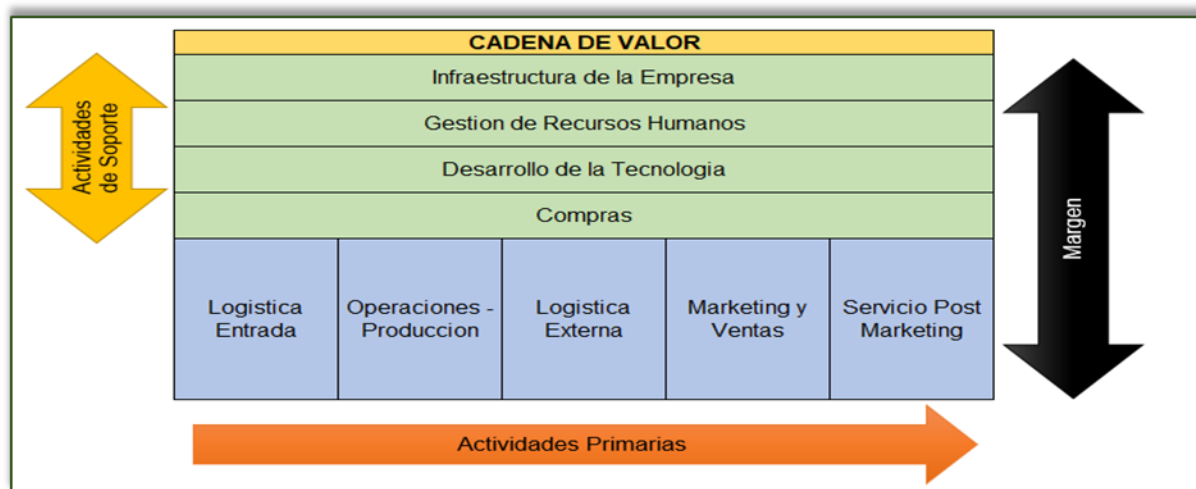 CADENA DE VALOR
Actividades
de Soporte
Infraestructura de la Empresa
Gestion de Recursos Humanos
Desarrollo de la Tecnologia
Compras
Margen
Logistica
Entrada
Operaciones -
Produccion
Logistica
Externa
Marketing y
Ventas
Servicio Post
Marketing
Actividades Primarias